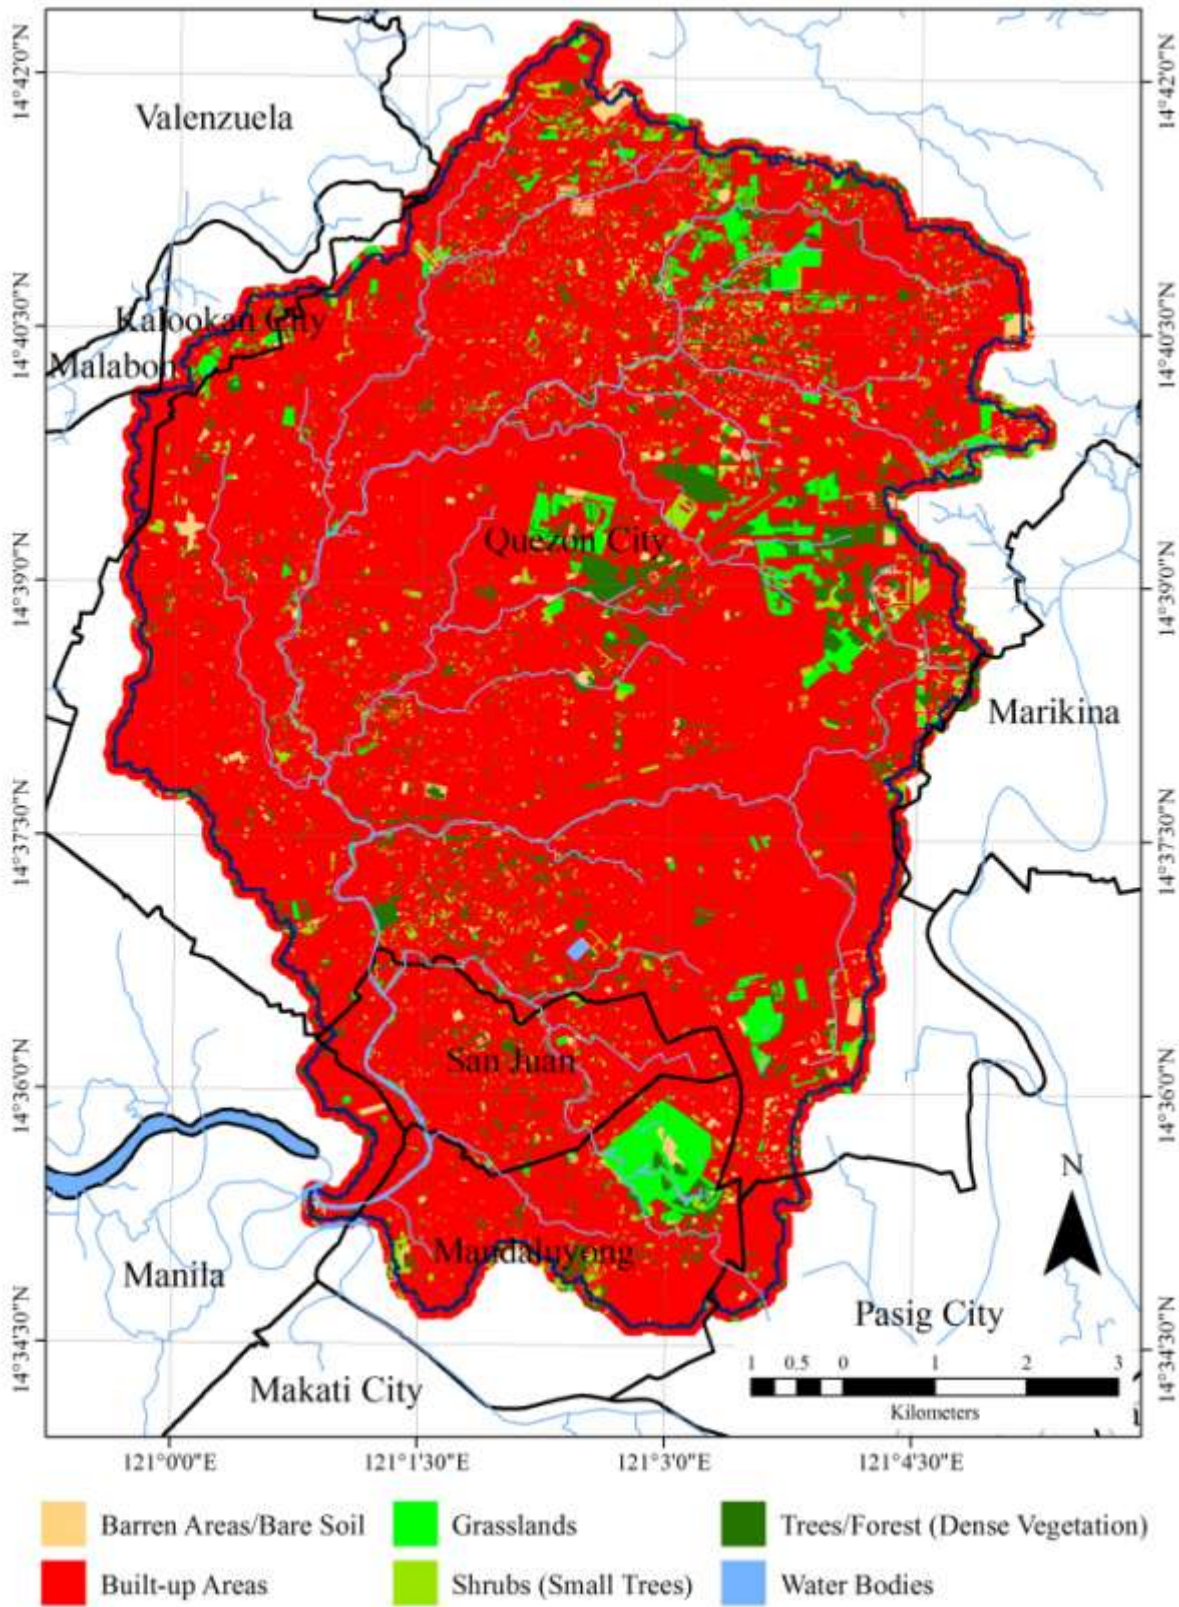 14°42'0"N
14°42'0"N
Valenzuela
14°40'30"N
Kalookan City
14°40'30"N
Malabon
Quezon City
14°39'0"N
14°39'0"N
Marikina
14°37'30"N
14°37'30"N
San Juan
14°36'0"N
14°36'0"N
N
Mandaluyong
Manila
Pasig City
14°34'30"N
14°34'30"N
1 0.5 0 1 2 3
Makati City
Kilometers
121°0'0"E 121°1'30"E 121°3'0"E 121°4'30"E
Barren Areas/Bare Soil Grasslands Trees/Forest (Dense Vegetation)
Built-up Areas Shrubs (Small Trees) Water Bodies